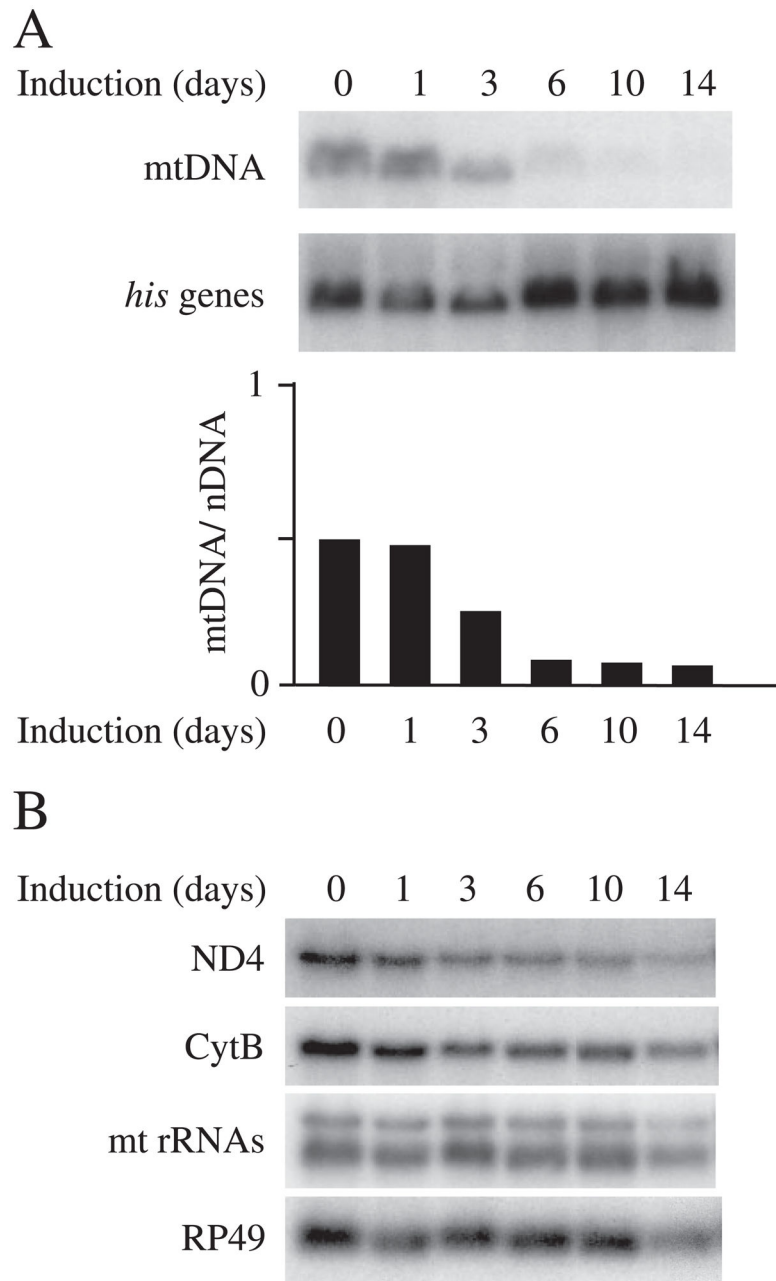 A
Induction (days) 0 1 3 6 10 14
mtDNA
his genes
1
mtDNA/ nDNA
0
Induction (days) 0 1 3 6 10 14
B
Induction (days) 0 1 3 6 10 14
ND4
CytB
mt rRNAs
RP49